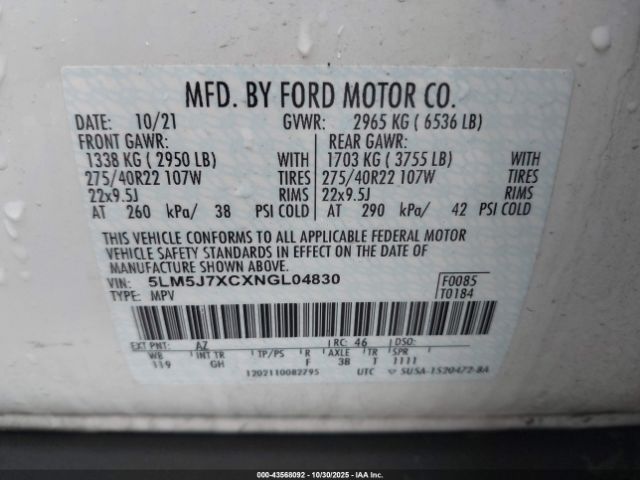 MFD. BY FORD MOTOR CO.
DATE: 10/21 GVWR: 2965 KG ( 6536 LB)
FRONT GAWR: REAR GAWR:
1338 KG ( 2950 LB) WITH 1703 KG ( 3755 LB) WITH
275/40R22 107W TIRES 275/40R22 107W TIRES
22x9.5J RIMS 22x9.5J RIMS
AT 260 kPa/ 38 PSI COLD AT 290 kPa/ 42 PSI COLD
THIS VEHICLE CONFORMS TO ALL APPLICABLE FEDERAL MOTOR
VEHICLE SAFETY STANDARDS IN EFFECT ON THE DATE OF
MANUFACTURE SHOWN ABOVE.
VIN: 5LM5J7XCXNGL04830 F0085
TYPE: MPV T0184
EXT PNT: AZ RC: 46 DSO:
WB INT TR TP/PS R AXLE TR SPR
119 GH F 3B T 1111
1202110082795 UTC SUSA-1520472-BA
000-43568092 • 10/30/2025 • IAA, Inc.